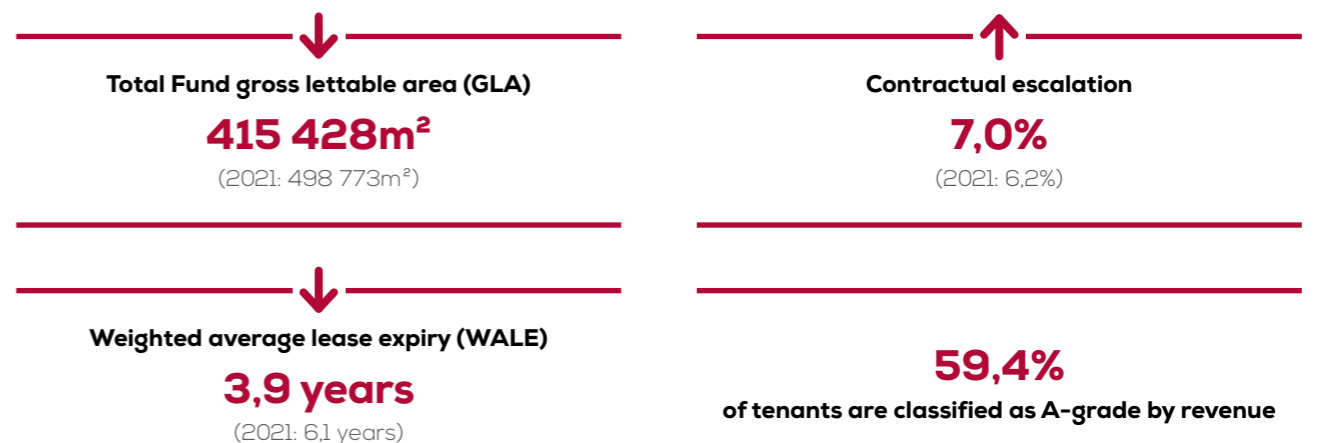 Total Fund gross lettable area (GLA)
415 428m²
(2021: 498 773m²)
Contractual escalation
7,0%
(2021: 6,2%)
Weighted average lease expiry (WALE)
3,9 years
(2021: 6,1 years)
59,4%
of tenants are classified as A-grade by revenue